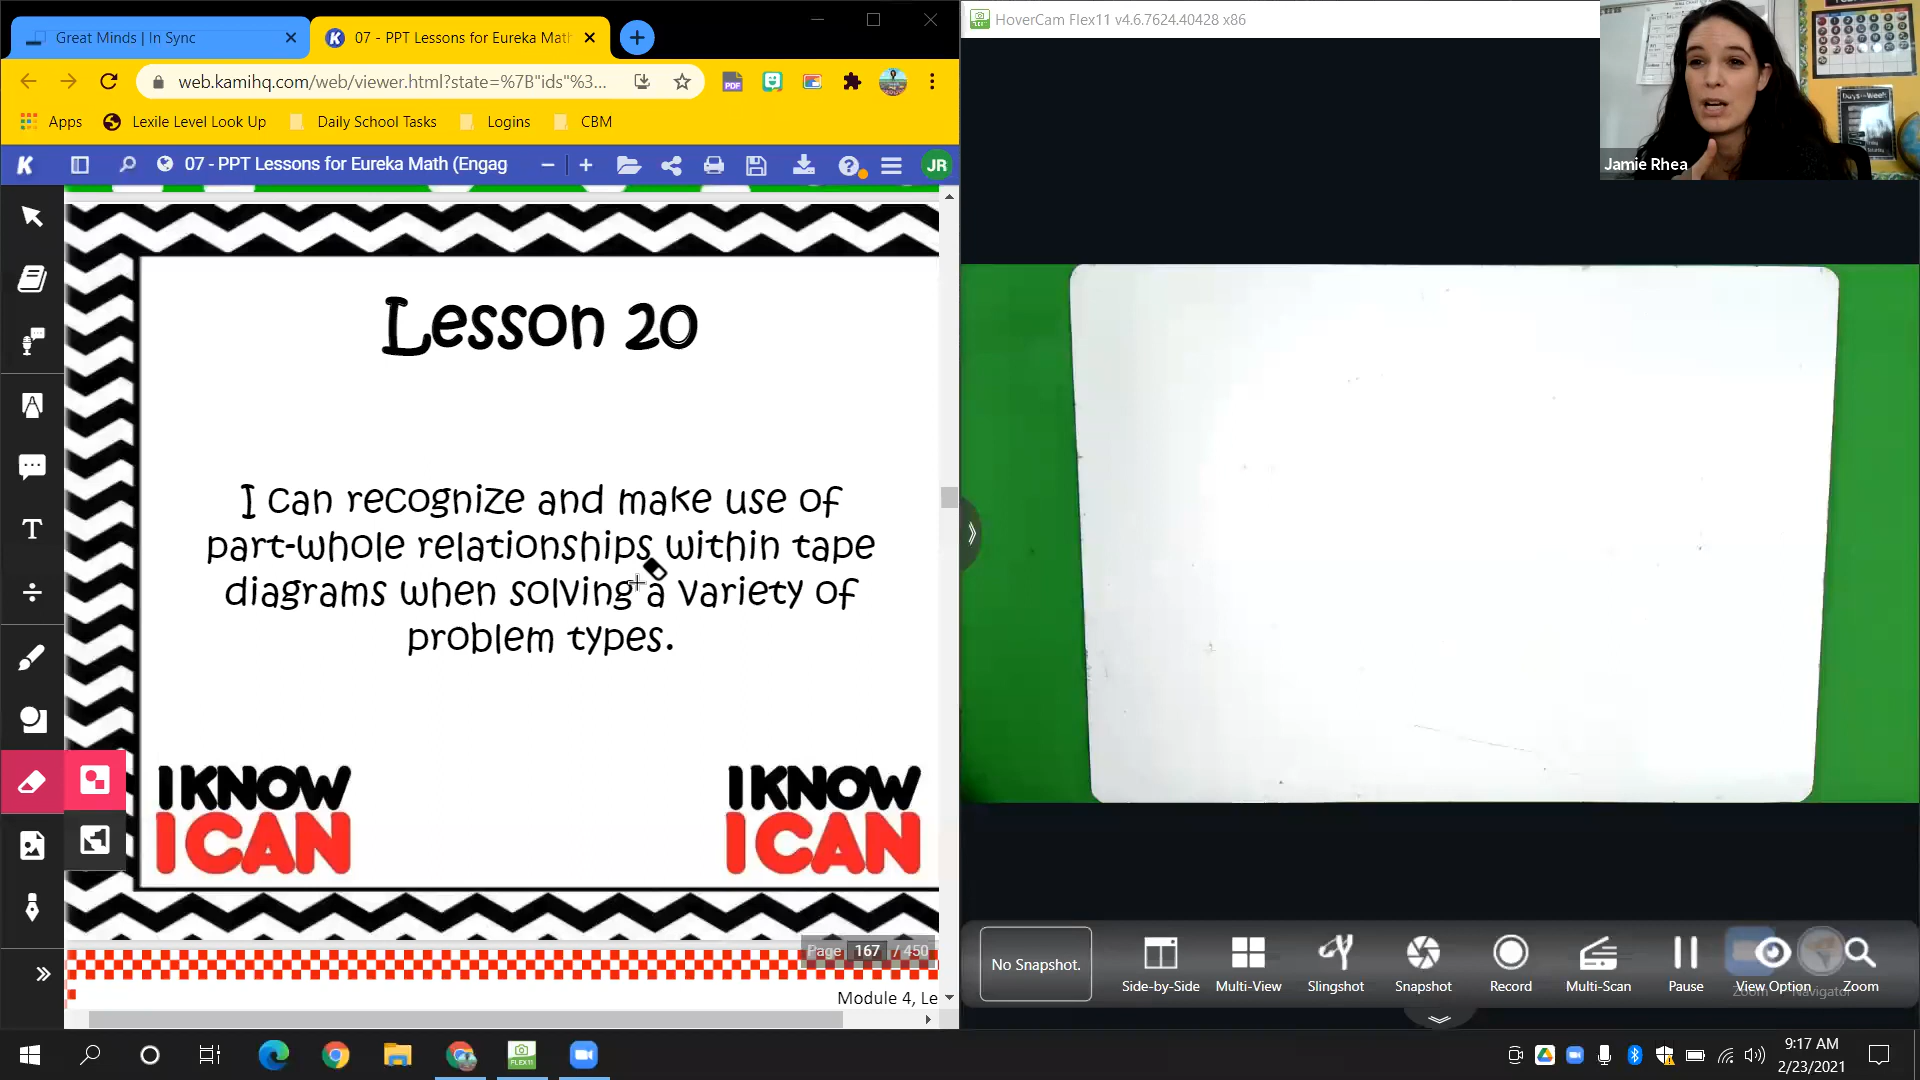 Great Minds | In Sync
07 - PPT Lessons for Eureka Math
HoverCam Flex11 v4.6.7624.40428 x86
web.kamihq.com/web/viewer.html?state=%7B"ids"%3...
Apps
Lexile Level Look Up
Daily School Tasks
Logins
CBM
K
07 - PPT Lessons for Eureka Math (Engag
JR
Jamie Rhea
Lesson 20
I can recognize and make use of
part-whole relationships within tape
diagrams when solving a variety of
problem types.
I KNOW
I CAN
I KNOW
I CAN
Page 167 / 450
Module 4, Le
No Snapshot.
Side-by-Side
Multi-View
Slingshot
Snapshot
Record
Multi-Scan
Pause
View Option
Zoom
Zoom
Navigator
FLEX11
9:17 AM
2/23/2021